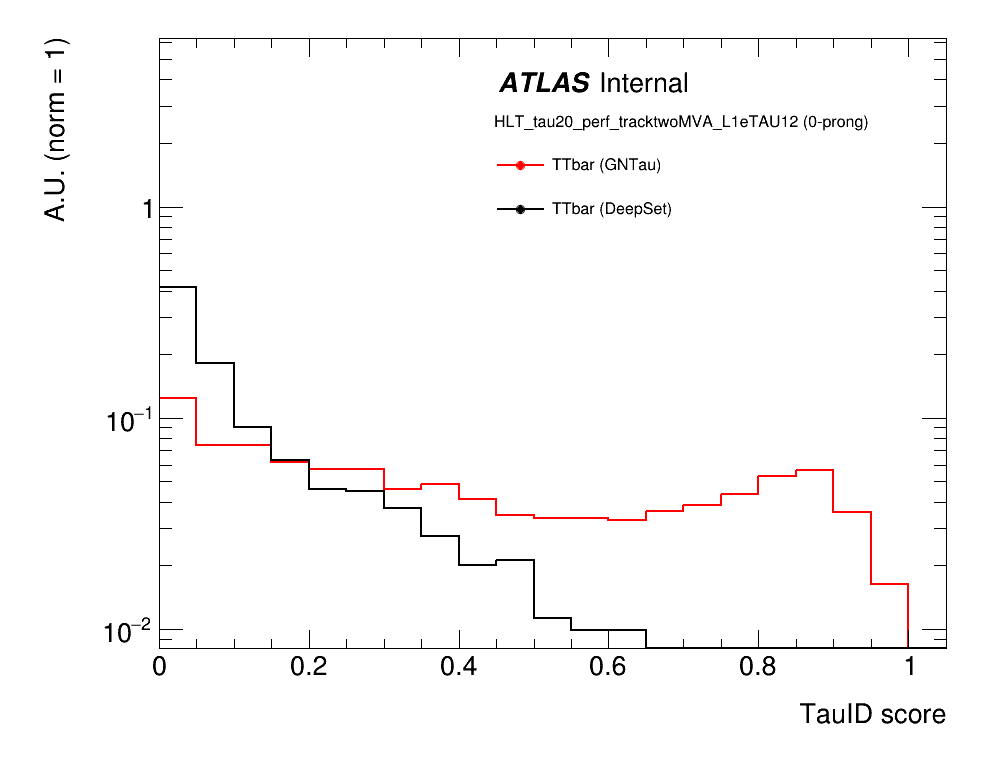 A.U. (norm = 1)
ATLAS Internal
HLT_tau20_perf_tracktwoMVA_L1eTAU12 (0-prong)
TTbar (GNTau)
TTbar (DeepSet)
1
10⁻¹
10⁻²
0 0.2 0.4 0.6 0.8 1
TauID score